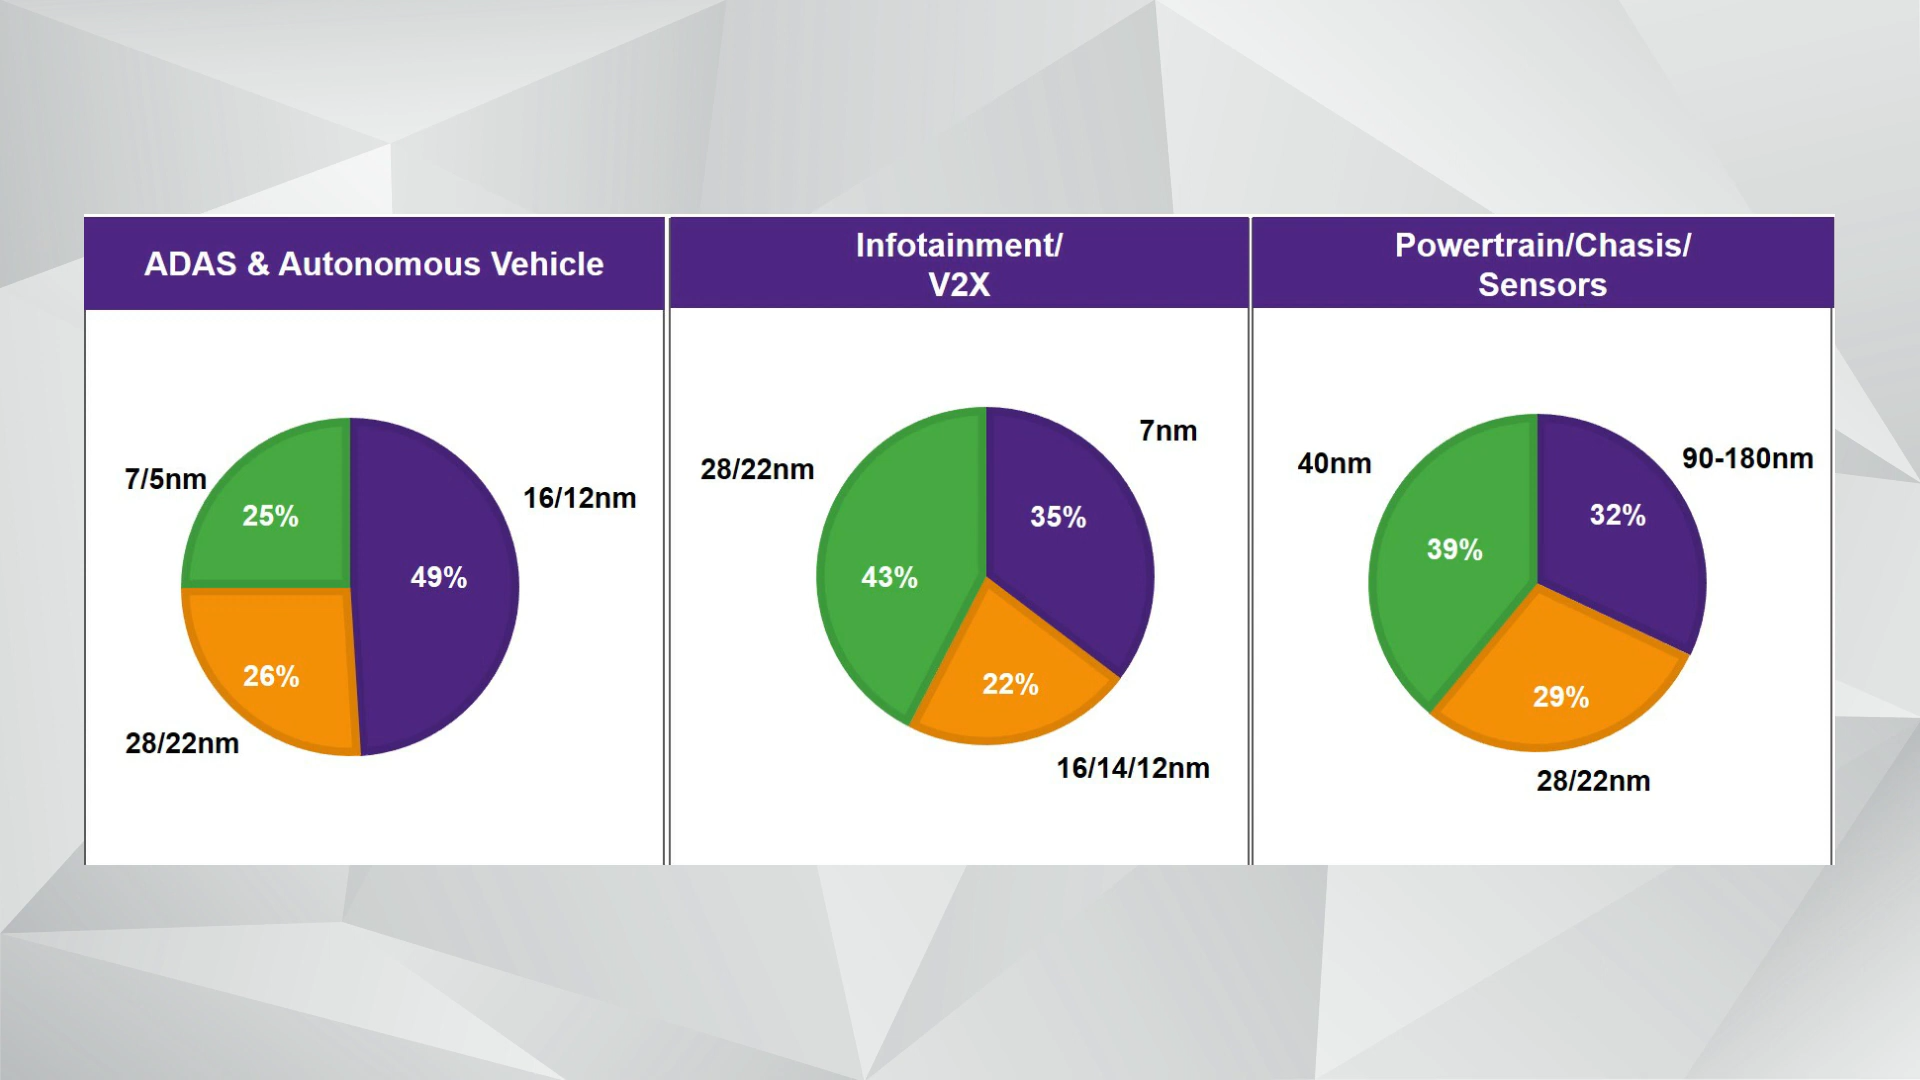 ADAS & Autonomous Vehicle
Infotainment/
V2X
Powertrain/Chasis/
Sensors
7/5nm
16/12nm
25%
49%
26%
28/22nm
7nm
28/22nm
35%
43%
22%
16/14/12nm
40nm
90-180nm
32%
39%
29%
28/22nm